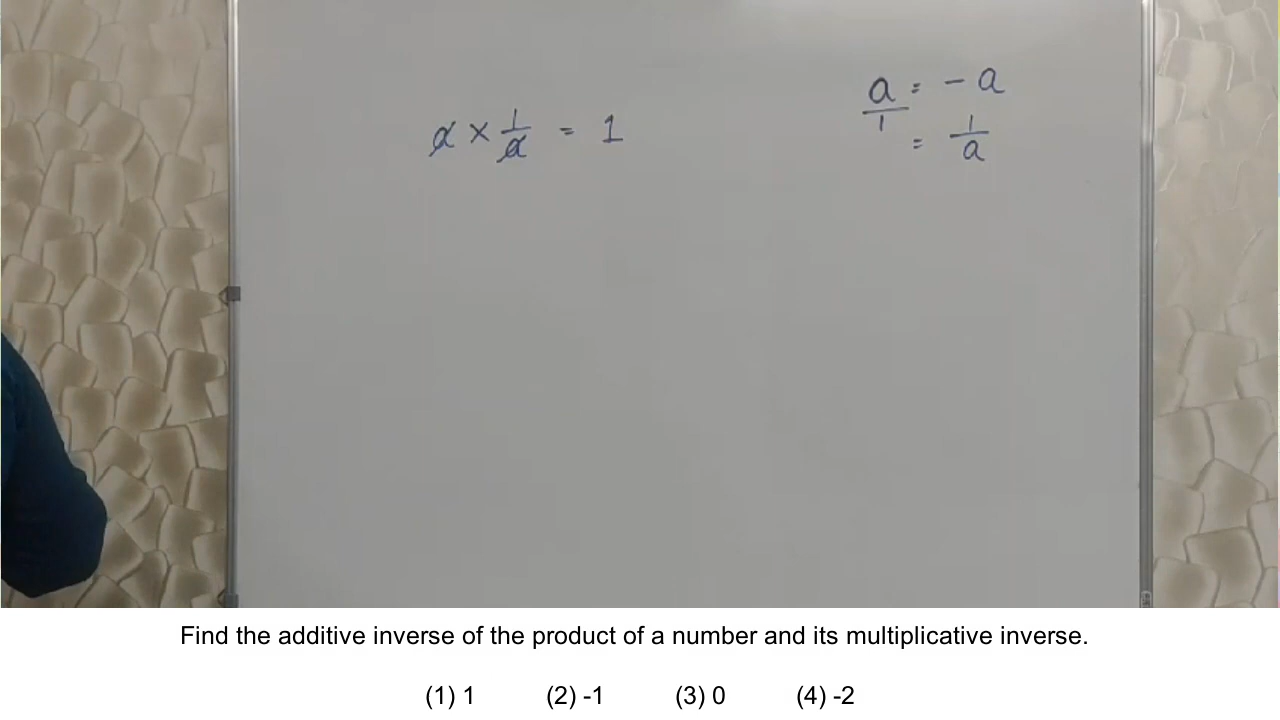 a × 1/a = 1
a/1 = - a
= 1/a
Find the additive inverse of the product of a number and its multiplicative inverse.
(1) 1 (2) -1 (3) 0 (4) -2